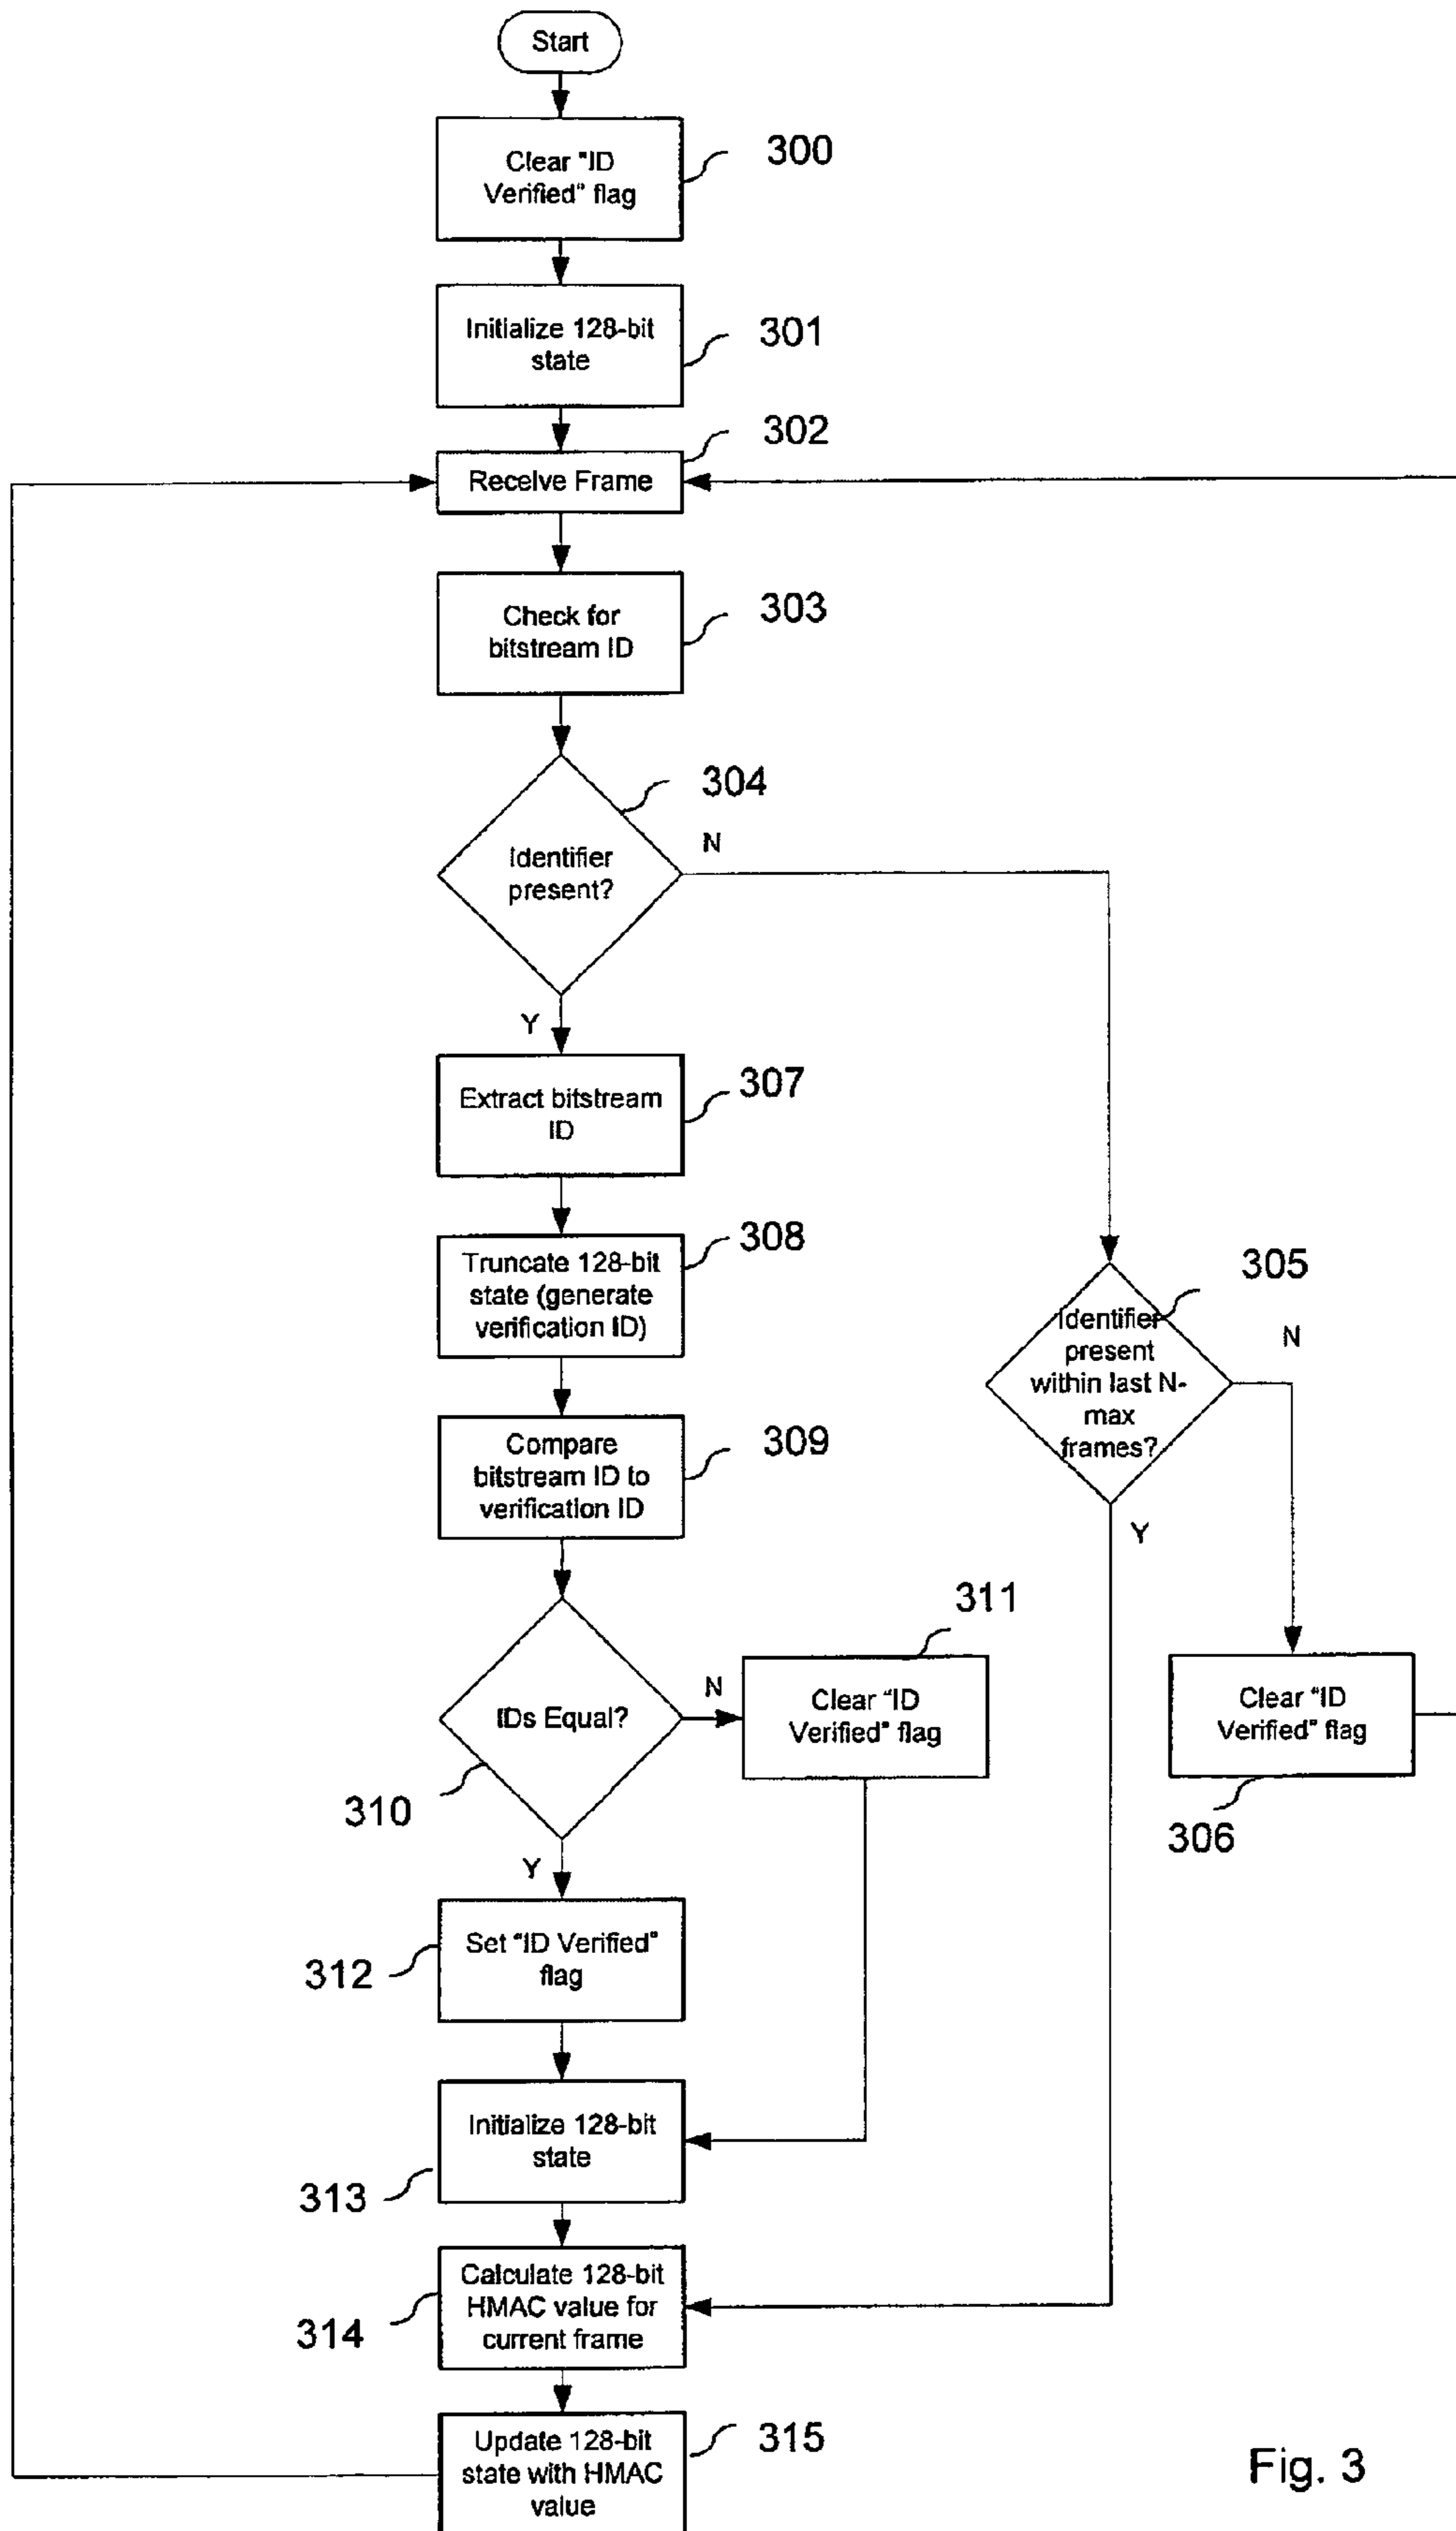 Start
Clear "ID
Verified" flag
300
Initialize 128-bit
state
301
302
Receive Frame
Check for
bitstream ID
303
304
Identifier
present?
N
Y
Extract bitstream
ID
307
Truncate 128-bit
state (generate
verification ID)
308
305
Identifier
present
within last N-
max
frames?
N
Y
Compare
bitstream ID to
verification ID
309
IDs Equal?
310
N
Y
311
Clear "ID
Verified" flag
Clear "ID
Verified" flag
306
Set "ID Verified"
flag
312
Initialize 128-bit
state
313
Calculate 128-bit
HMAC value for
current frame
314
Update 128-bit
state with HMAC
value
315
Fig. 3